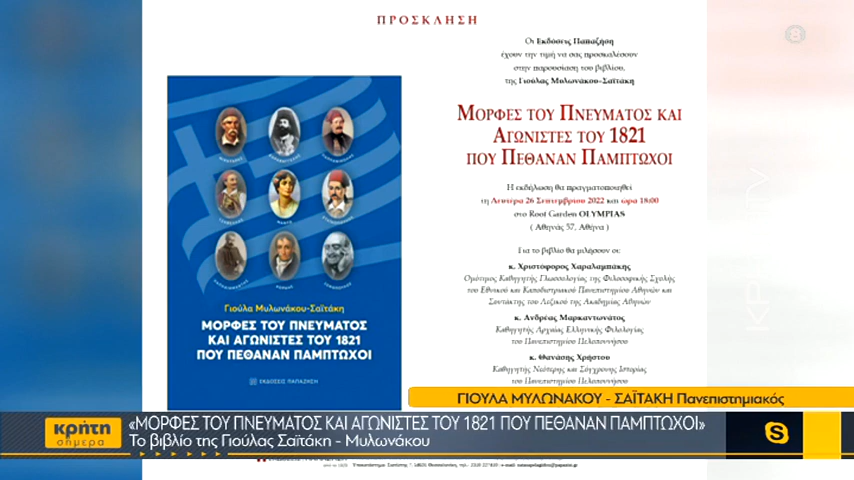 ΠΡΟΣΚΛΗΣΗ
Οι Εκδόσεις Παπαζήση
έχουν την τιμή να σας προσκαλέσουν
στην παρουσίαση του βιβλίου,
της Γιούλας Μυλωνάκου-Σαϊτάκη
ΜΟΡΦΕΣ ΤΟΥ ΠΝΕΥΜΑΤΟΣ ΚΑΙ
ΑΓΩΝΙΣΤΕΣ ΤΟΥ 1821
ΠΟΥ ΠΕΘΑΝΑΝ ΠΑΜΠΤΩΧΟΙ
Η εκδήλωση θα πραγματοποιηθεί
τη Δευτέρα 26 Σεπτεμβρίου 2022 και ώρα 18:00
στο Root Garden OLYMPIAS
( Αθηνάς 57, Αθήνα )
Για το βιβλίο θα μιλήσουν οι:
κ. Χριστόφορος Χαραλαμπάκης
Ομότιμος Καθηγητής Γλωσσολογίας της Φιλοσοφικής Σχολής
του Εθνικού και Καποδιστριακού Πανεπιστημίου Αθηνών και
Συντάκτης του Λεξικού της Ακαδημίας Αθηνών
κ. Ανδρέας Μαρκαντωνάτος
Καθηγητής Αρχαίας Ελληνικής Φιλολογίας
του Πανεπιστημίου Πελοποννήσου
κ. Θανάσης Χρήστου
Καθηγητής Νεότερης και Σύγχρονης Ιστορίας
του Πανεπιστημίου Πελοποννήσου
Γιούλα Μυλωνάκου-Σαϊτάκη
ΜΟΡΦΕΣ ΤΟΥ ΠΝΕΥΜΑΤΟΣ
ΚΑΙ ΑΓΩΝΙΣΤΕΣ ΤΟΥ 1821
ΠΟΥ ΠΕΘΑΝΑΝ ΠΑΜΠΤΩΧΟΙ
ΕΚΔΟΣΕΙΣ ΠΑΠΑΖΗΣΗ
ΓΙΟΥΛΑ ΜΥΛΩΝΑΚΟΥ - ΣΑΪΤΑΚΗ Πανεπιστημιακός
κρήτη
σήμερα
«ΜΟΡΦΕΣ ΤΟΥ ΠΝΕΥΜΑΤΟΣ ΚΑΙ ΑΓΩΝΙΣΤΕΣ ΤΟΥ 1821 ΠΟΥ ΠΕΘΑΝΑΝ ΠΑΜΠΤΩΧΟΙ»
Το βιβλίο της Γιούλας Σαϊτάκη - Μυλωνάκου